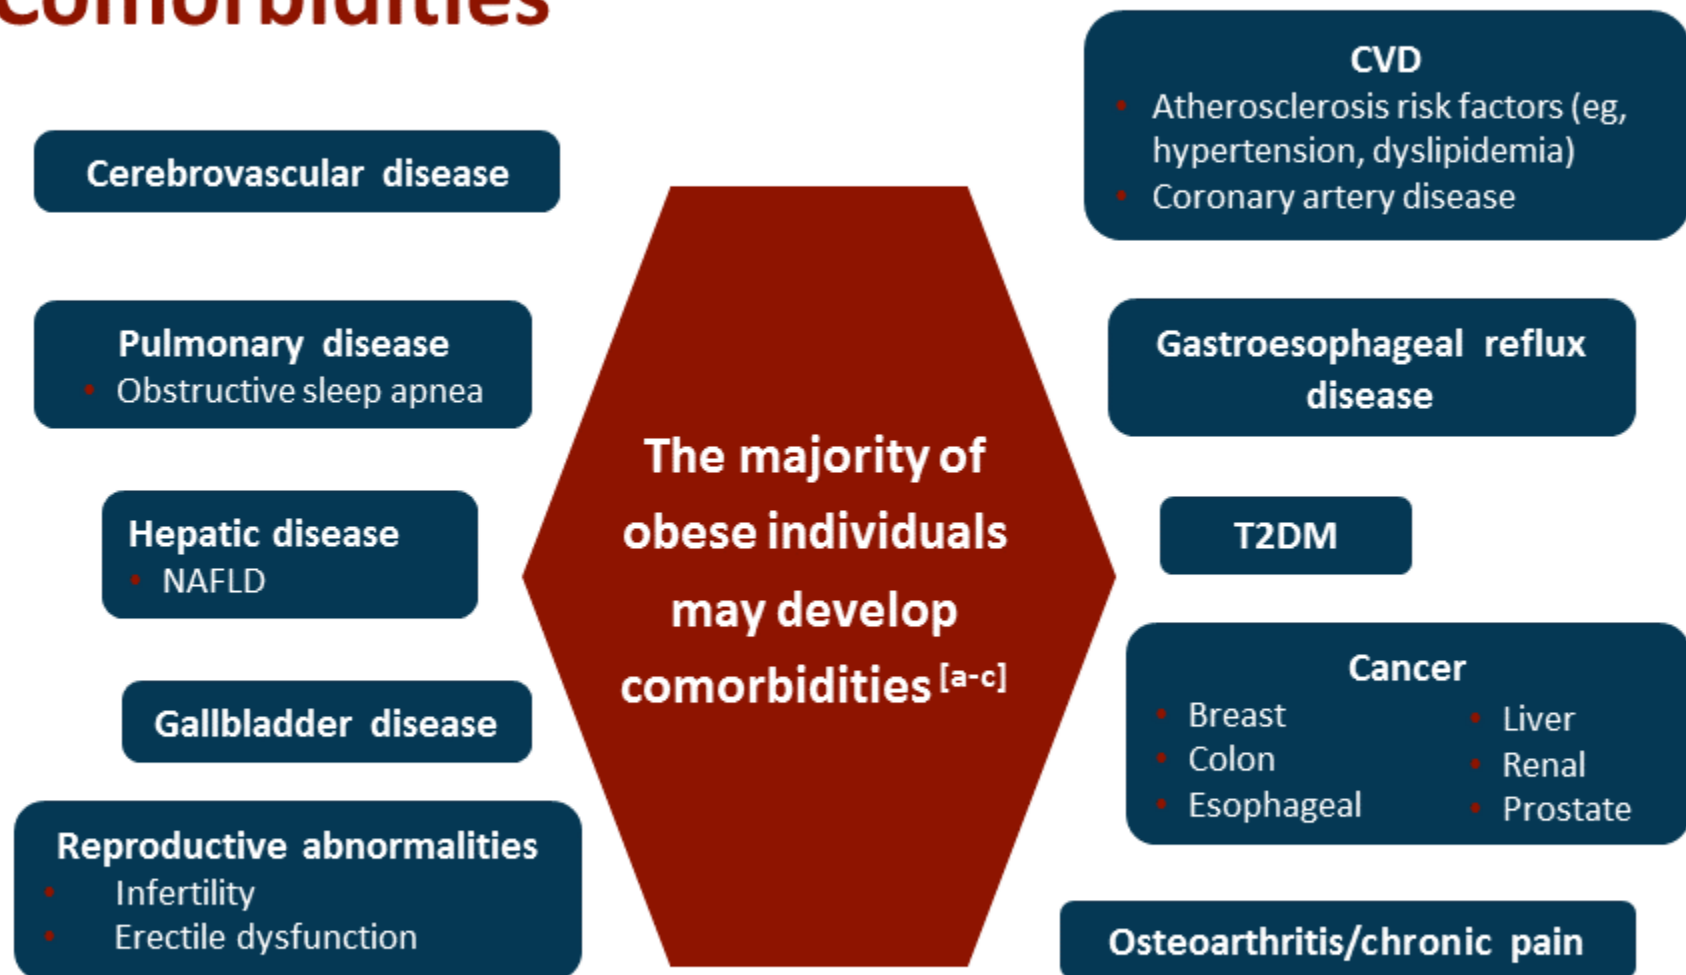 Comorbidities
Cerebrovascular disease
Pulmonary disease
• Obstructive sleep apnea
Hepatic disease
• NAFLD
Gallbladder disease
Reproductive abnormalities
• Infertility
• Erectile dysfunction
The majority of
obese individuals
may develop
comorbidities [a-c]
CVD
• Atherosclerosis risk factors (eg,
hypertension, dyslipidemia)
• Coronary artery disease
Gastroesophageal reflux
disease
T2DM
Cancer
• Breast
• Colon
• Esophageal
• Liver
• Renal
• Prostate
Osteoarthritis/chronic pain